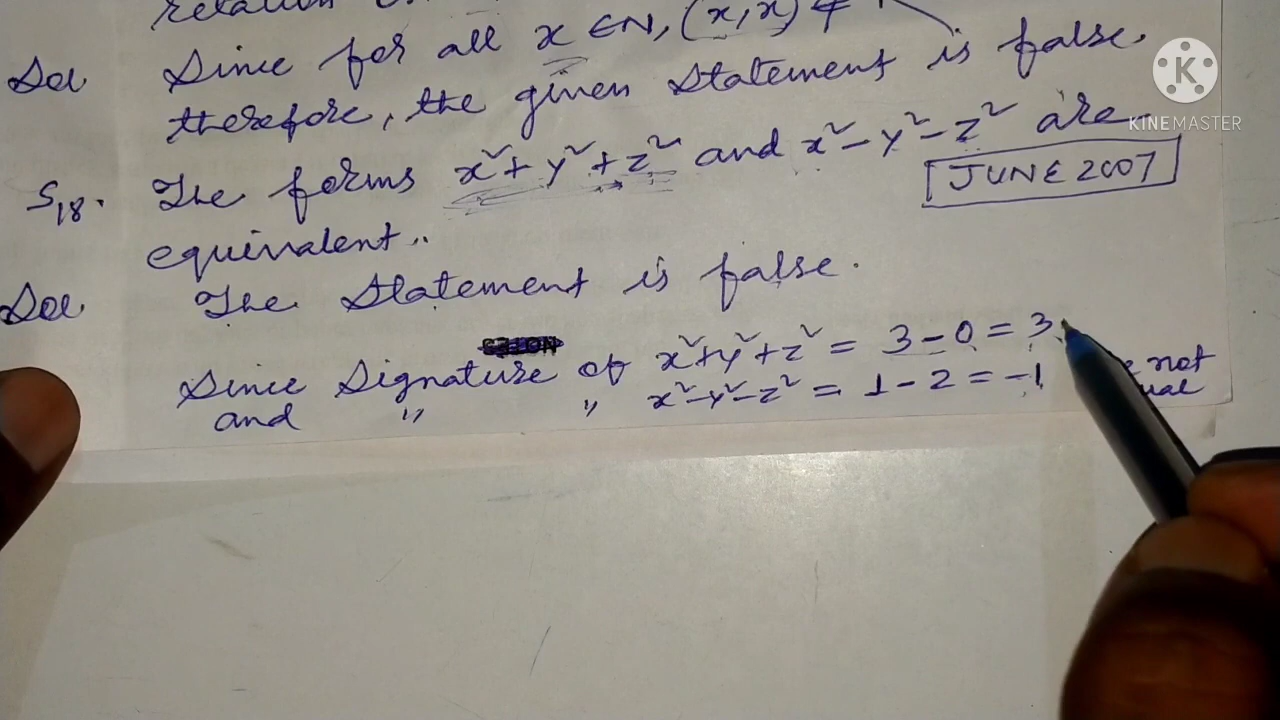 relation
Sol Since for all x ∈ N, (x, x) ∉
therefore, the given statement is false.
KINEMASTER
S18. The forms x²+y²+z² and x²-y²-z² are
equivalent.. JUNE 2007
Sol The Statement is false.
Since Signature of x²+y²+z² = 3-0 = 3
and " " x²-y²-z² = 1-2 = -1 not